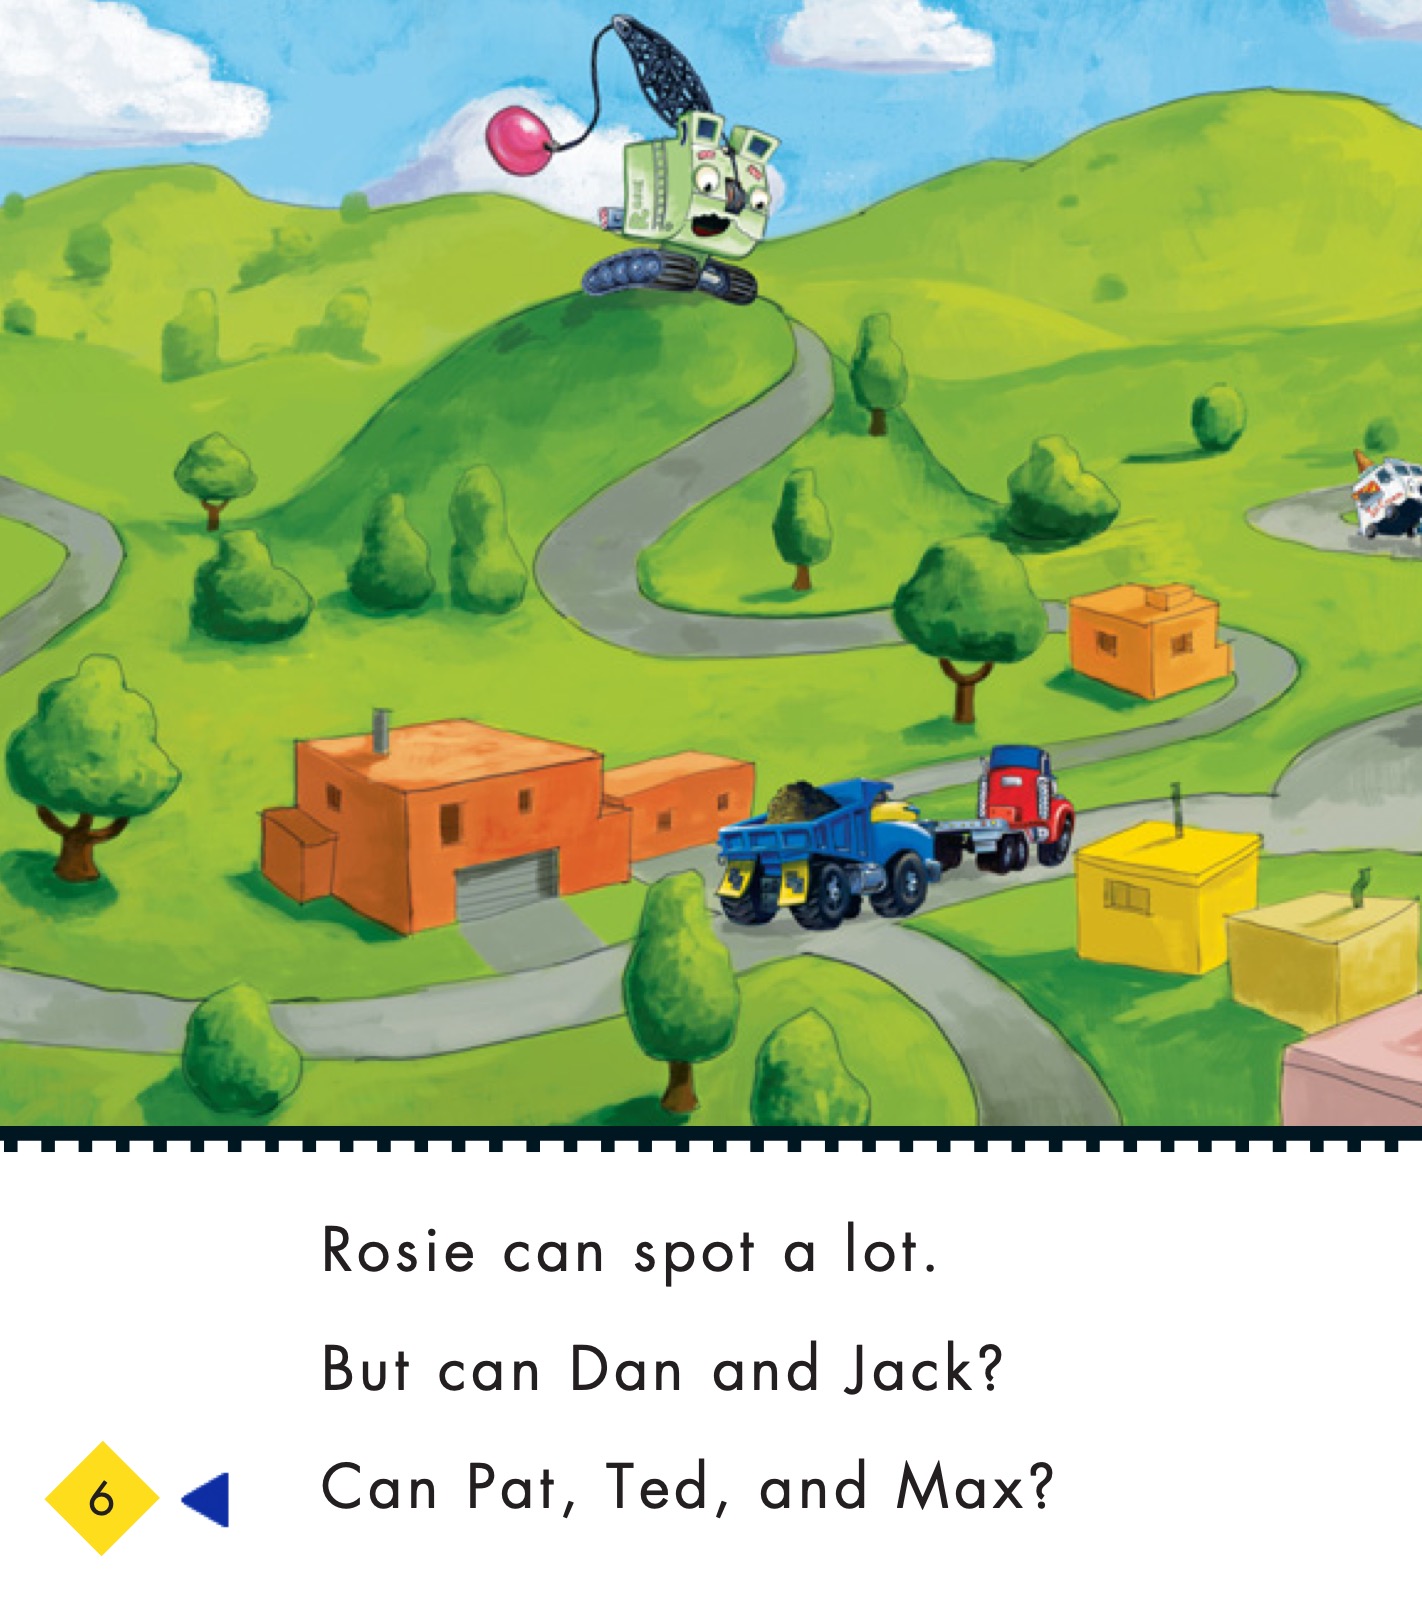 Rosie can spot a lot.
But can Dan and Jack?
Can Pat, Ted, and Max?
6